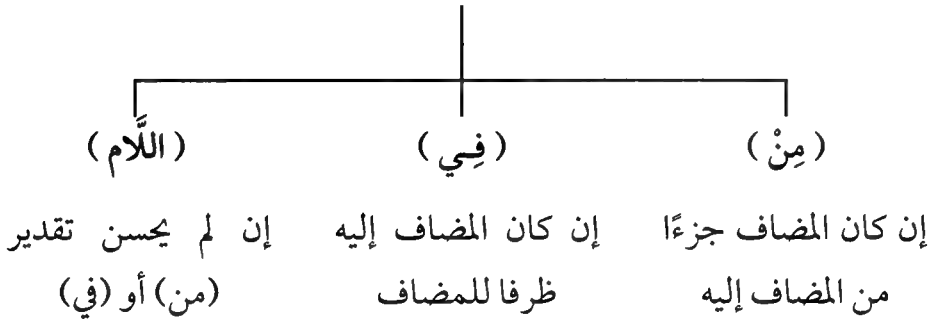 (مِنْ) (فِي) (اللَّام)
إن كان المضاف جزءًا إن كان المضاف إليه إن لم يحسن تقدير
من المضاف إليه ظرفا للمضاف (من) أو (في)